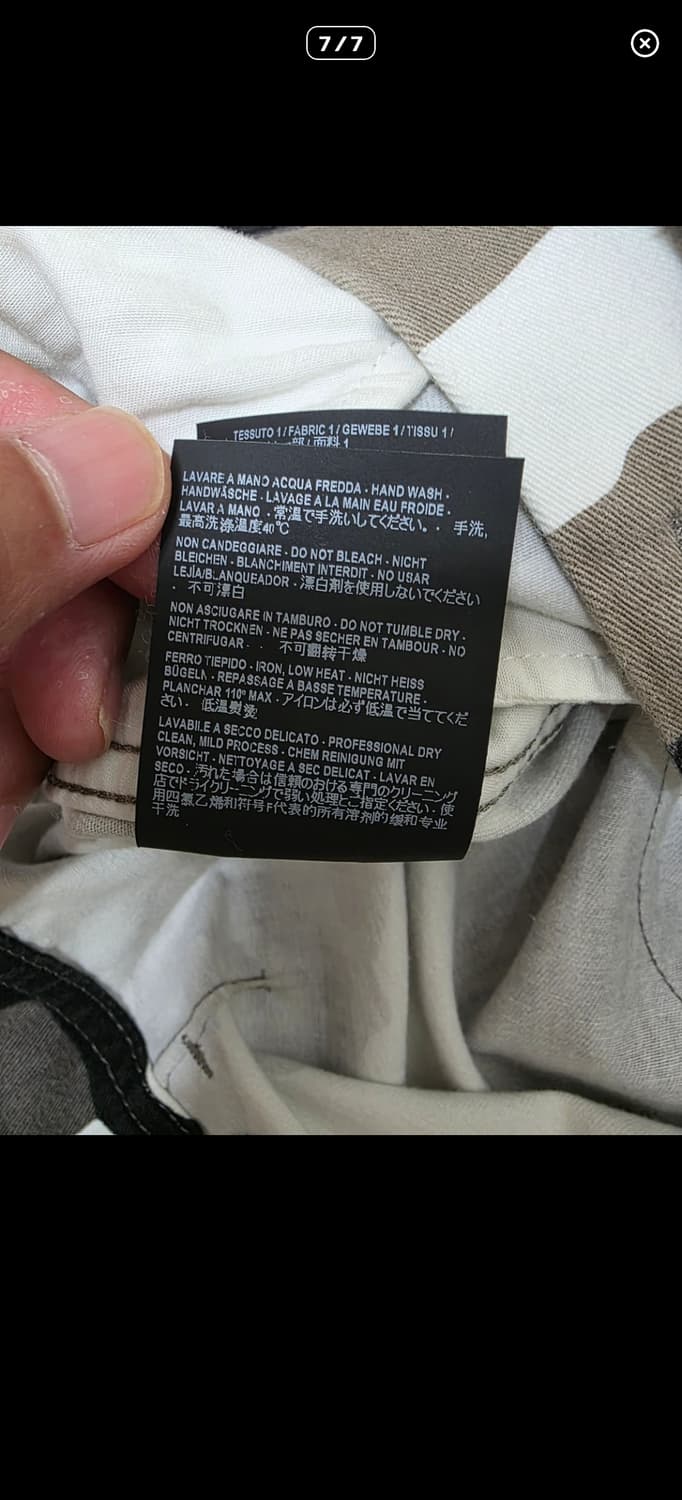 7/7
TESSUTO 1 / FABRIC 1 / GEWEBE 1 / TISSU 1 /
部 / 面料 1
LAVARE A MANO ACQUA FREDDA · HAND WASH ·
HANDWÄSCHE · LAVAGE A LA MAIN EAU FROIDE ·
LAVAR A MANO · 常温で手洗いしてください。· 手洗,
最高洗涤温度40℃
NON CANDEGGIARE · DO NOT BLEACH · NICHT
BLEICHEN · BLANCHIMENT INTERDIT · NO USAR
LEJÍA/BLANQUEADOR · 漂白剤を使用しないでください
· 不可漂白
NON ASCIUGARE IN TAMBURO · DO NOT TUMBLE DRY ·
NICHT TROCKNEN · NE PAS SECHER EN TAMBOUR · NO
CENTRIFUGAR · · 不可翻转干燥
FERRO TIEPIDO · IRON, LOW HEAT · NICHT HEISS
BÜGELN · REPASSAGE A BASSE TEMPERATURE ·
PLANCHAR 110° MAX · アイロンは必ず低温で当ててくだ
さい · 低温熨烫
LAVABILE A SECCO DELICATO · PROFESSIONAL DRY
CLEAN, MILD PROCESS · CHEM REINIGUNG MIT
VORSICHT · NETTOYAGE A SEC DELICAT · LAVAR EN
SECO · 汚れた場合は信頼のおける専門のクリーニング
店でドライクリーニングで弱い処理とご指定ください · 使
用四氯乙烯和符号F代表的所有溶剂的缓和专业
干洗